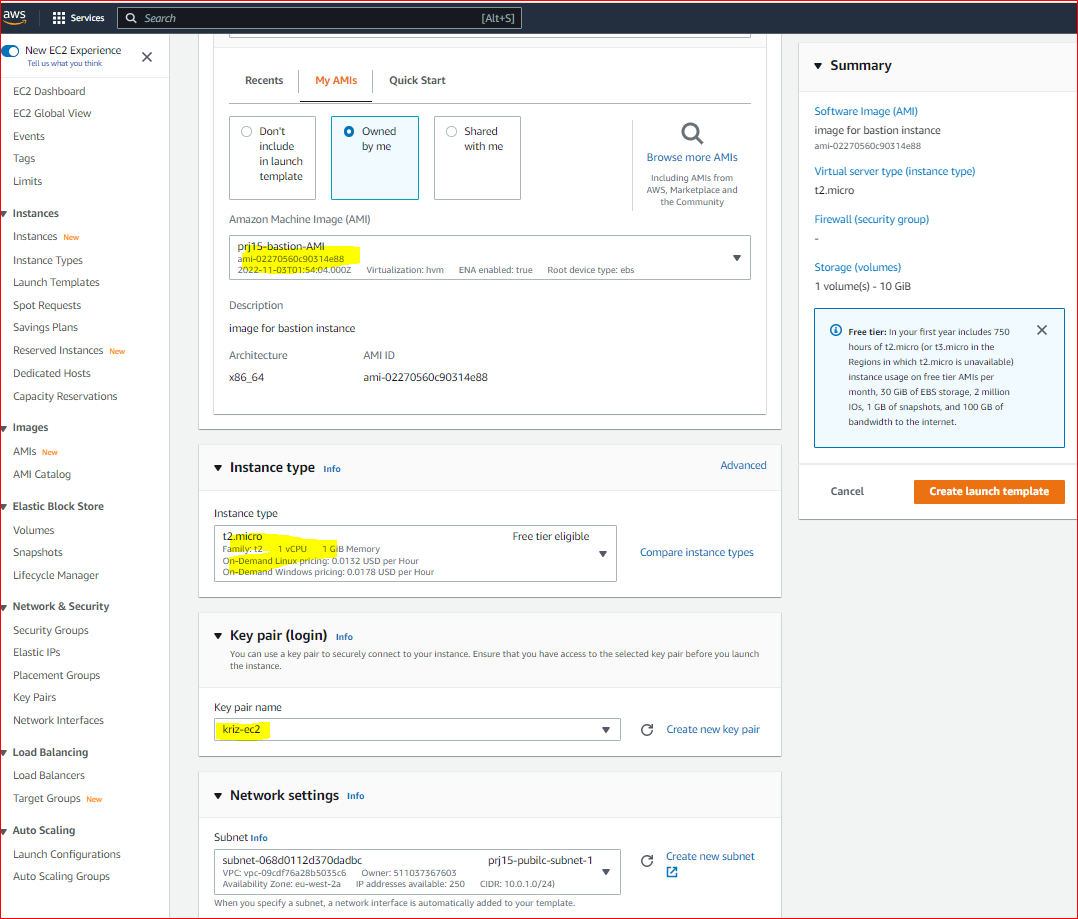 aws
Services
Search
[Alt+S]
New EC2 Experience
Tell us what you think
EC2 Dashboard
EC2 Global View
Events
Tags
Limits
Instances
Instances New
Instance Types
Launch Templates
Spot Requests
Savings Plans
Reserved Instances New
Dedicated Hosts
Capacity Reservations
Images
AMIs New
AMI Catalog
Elastic Block Store
Volumes
Snapshots
Lifecycle Manager
Network & Security
Security Groups
Elastic IPs
Placement Groups
Key Pairs
Network Interfaces
Load Balancing
Load Balancers
Target Groups New
Auto Scaling
Launch Configurations
Auto Scaling Groups
Recents
My AMIs
Quick Start
Don't
include
in launch
template
Owned
by me
Shared
with me
Browse more AMIs
Including AMIs from
AWS, Marketplace and
the Community
Amazon Machine Image (AMI)
prj15-bastion-AMI
ami-02270560c90314e88
2022-11-03T01:54:04.000Z Virtualization: hvm ENA enabled: true Root device type: ebs
Description
image for bastion instance
Architecture AMI ID
x86_64 ami-02270560c90314e88
Instance type Info
Advanced
Instance type
t2.micro Free tier eligible
Family: t2 1 vCPU 1 GiB Memory
On-Demand Linux pricing: 0.0132 USD per Hour
On-Demand Windows pricing: 0.0178 USD per Hour
Compare instance types
Key pair (login) Info
You can use a key pair to securely connect to your instance. Ensure that you have access to the selected key pair before you launch
the instance.
Key pair name
kriz-ec2
Create new key pair
Network settings Info
Subnet Info
subnet-068d0112d370dadbc prj15-pubilc-subnet-1
VPC: vpc-09cdf76a28b5035c6 Owner: 511037367603
Availability Zone: eu-west-2a IP addresses available: 250 CIDR: 10.0.1.0/24)
Create new subnet
When you specify a subnet, a network interface is automatically added to your template.
Summary
Software Image (AMI)
image for bastion instance
ami-02270560c90314e88
Virtual server type (instance type)
t2.micro
Firewall (security group)
-
Storage (volumes)
1 volume(s) - 10 GiB
Free tier: In your first year includes 750
hours of t2.micro (or t3.micro in the
Regions in which t2.micro is unavailable)
instance usage on free tier AMIs per
month, 30 GiB of EBS storage, 2 million
IOs, 1 GB of snapshots, and 100 GB of
bandwidth to the internet.
Cancel
Create launch template